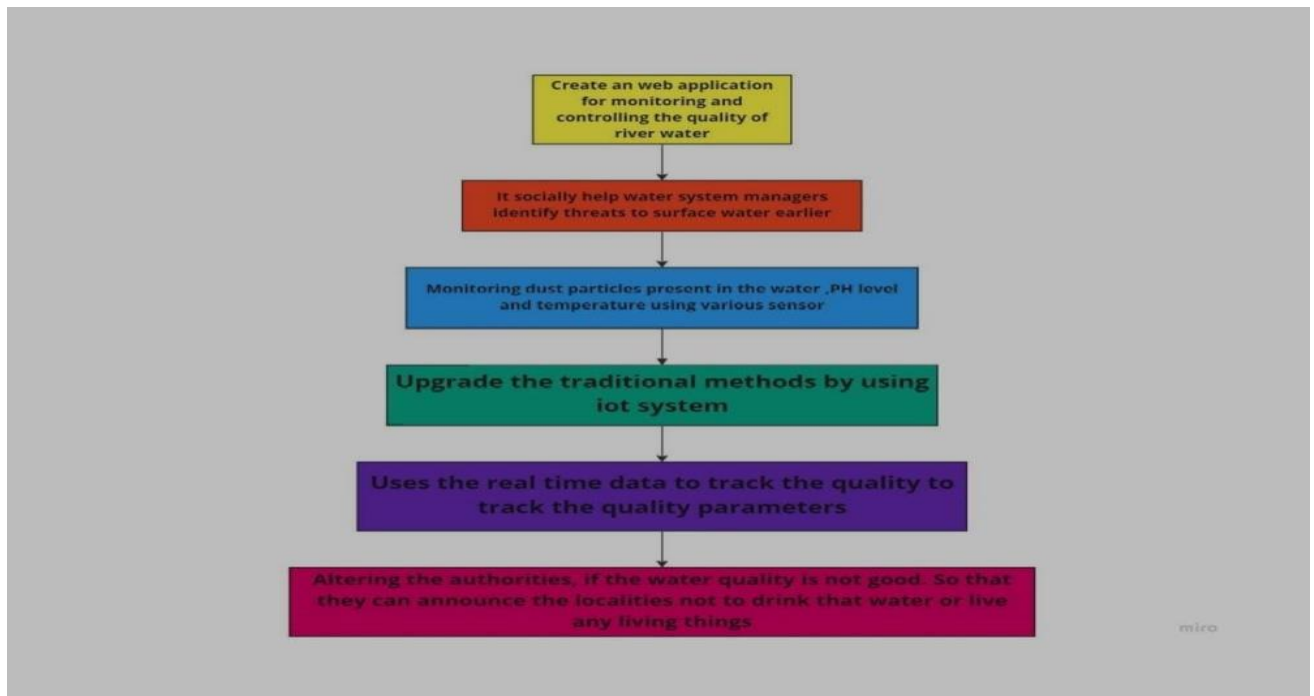 Create an web application
for monitoring and
controlling the quality of
river water
It socially help water system managers
identify threats to surface water earlier
Monitoring dust particles present in the water ,PH level
and temperature using various sensor
Upgrade the traditional methods by using
iot system
Uses the real time data to track the quality to
track the quality parameters
Altering the authorities, if the water quality is not good. So that
they can announce the localities not to drink that water or live
any living things
miro